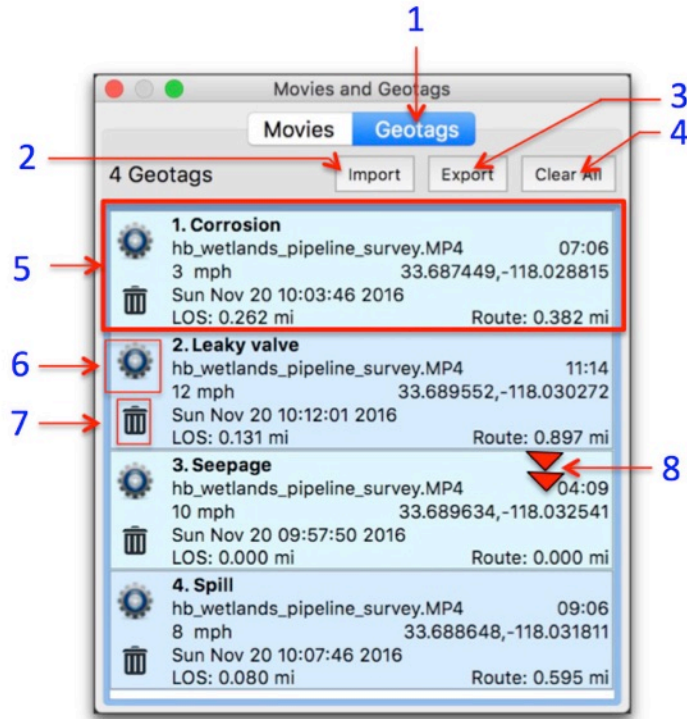 1
Movies and Geotags
3
Movies Geotags
4
2
4 Geotags Import Export Clear All
1. Corrosion
hb_wetlands_pipeline_survey.MP4 07:06
5
3 mph 33.687449,-118.028815
Sun Nov 20 10:03:46 2016
LOS: 0.262 mi Route: 0.382 mi
2. Leaky valve
6
hb_wetlands_pipeline_survey.MP4 11:14
12 mph 33.689552,-118.030272
7
Sun Nov 20 10:12:01 2016
LOS: 0.131 mi Route: 0.897 mi
3. Seepage
8
hb_wetlands_pipeline_survey.MP4 04:09
10 mph 33.689634,-118.032541
Sun Nov 20 09:57:50 2016
LOS: 0.000 mi Route: 0.000 mi
4. Spill
hb_wetlands_pipeline_survey.MP4 09:06
8 mph 33.688648,-118.031811
Sun Nov 20 10:07:46 2016
LOS: 0.080 mi Route: 0.595 mi